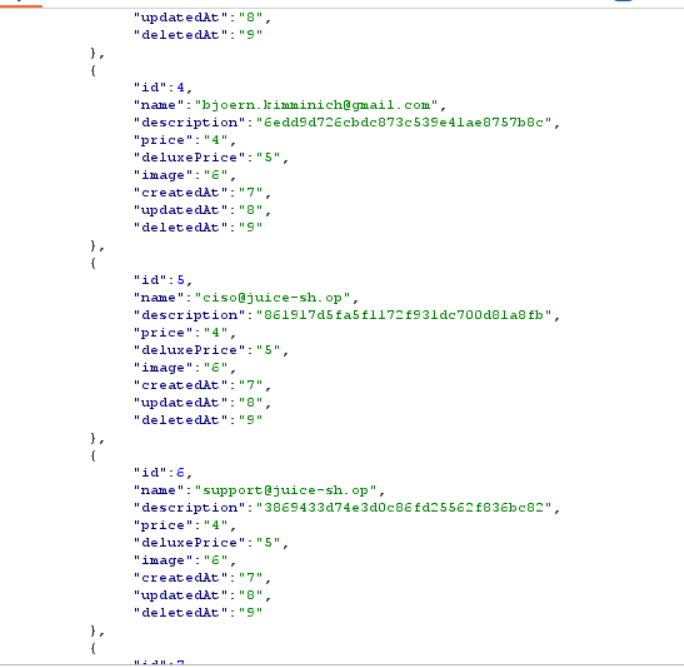 "updatedAt":"8",
"deletedAt":"9"
},
{
"id":4,
"name":"bjoern.kimminich@gmail.com",
"description":"6edd9d726cbdc873c539e41ae8757b8c",
"price":"4",
"deluxePrice":"5",
"image":"6",
"createdAt":"7",
"updatedAt":"8",
"deletedAt":"9"
},
{
"id":5,
"name":"ciso@juice-sh.op",
"description":"861917d5fa5f1172f931dc700d81a8fb",
"price":"4",
"deluxePrice":"5",
"image":"6",
"createdAt":"7",
"updatedAt":"8",
"deletedAt":"9"
},
{
"id":6,
"name":"support@juice-sh.op",
"description":"3869433d74e3d0c86fd25562f836bc82",
"price":"4",
"deluxePrice":"5",
"image":"6",
"createdAt":"7",
"updatedAt":"8",
"deletedAt":"9"
},
{